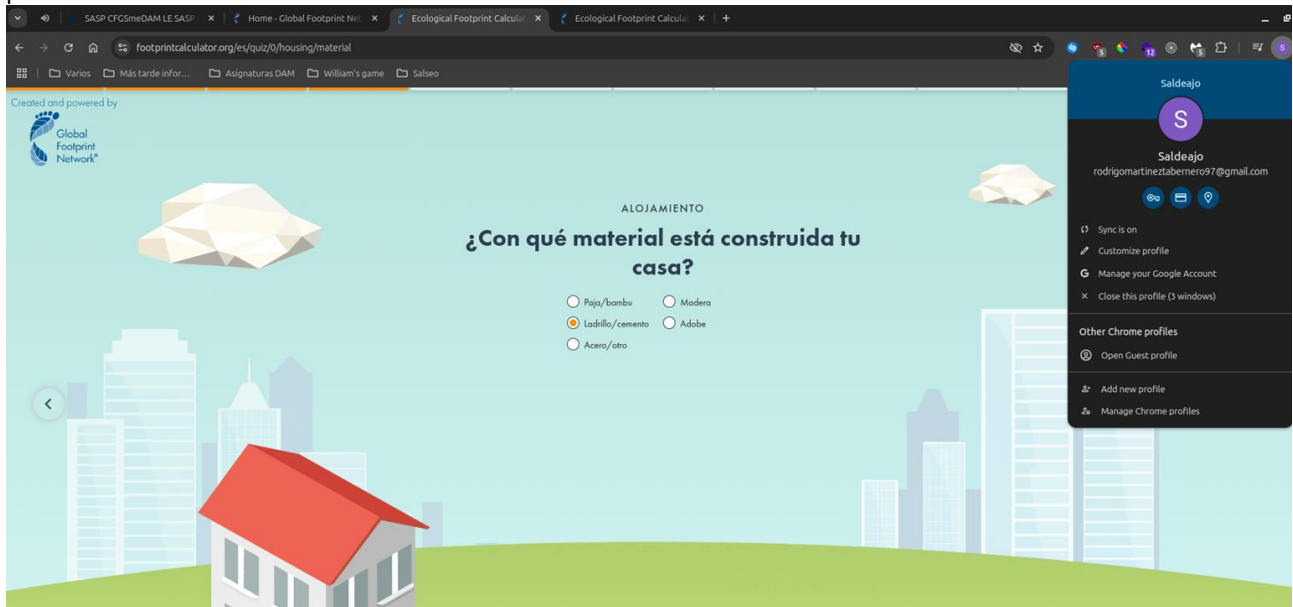 SASP CFGSmeDAM LE SASP
Home - Global Footprint Net
Ecological Footprint Calculat
Ecological Footprint Calculat
footprintcalculator.org/es/quiz/0/housing/material
5
12
5
S
Varios
Más tarde infor...
Asignaturas DAM
William's game
Salseo
Created and powered by
Global
Footprint
Network®
ALOJAMIENTO
¿Con qué material está construida tu
casa?
Paja/bambu
Madera
Ladrillo/cemento
Adobe
Acero/otro
Saldeajo
S
Saldeajo
rodrigomartineztabernero97@gmail.com
Sync is on
Customize profile
G Manage your Google Account
Close this profile (3 windows)
Other Chrome profiles
Open Guest profile
Add new profile
Manage Chrome profiles